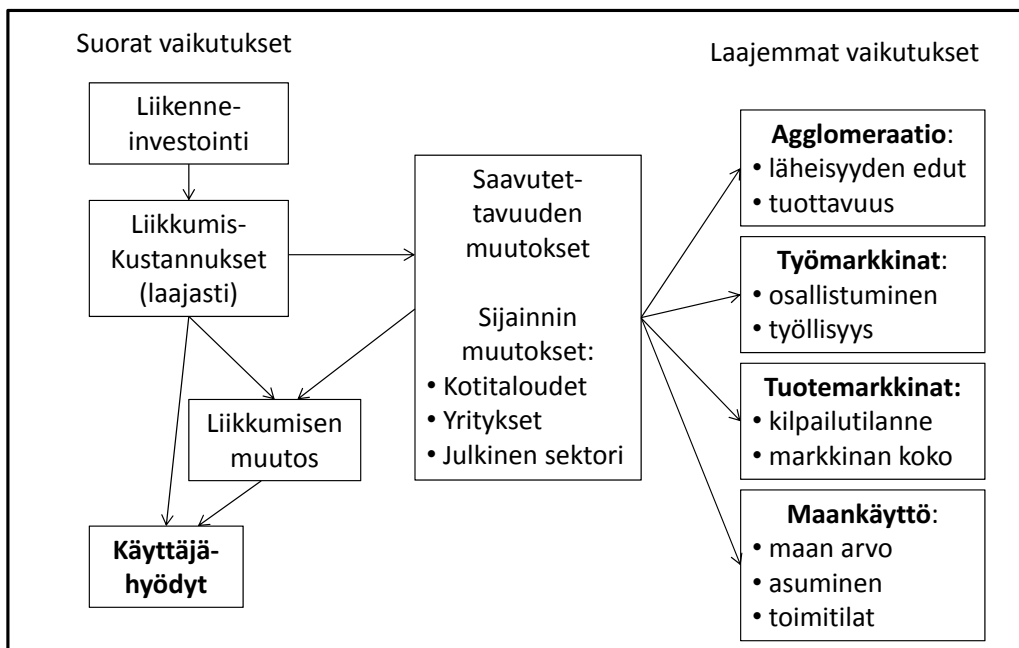 Suorat vaikutukset
Liikenne-
investointi
Liikkumis-
Kustannukset
(laajasti)
Liikkumisen
muutos
Käyttäjä-
hyödyt
Saavutet-
tavuuden
muutokset
Sijainnin
muutokset:
• Kotitaloudet
• Yritykset
• Julkinen sektori
Laajemmat vaikutukset
Agglomeraatio:
• läheisyyden edut
• tuottavuus
Työmarkkinat:
• osallistuminen
• työllisyys
Tuotemarkkinat:
• kilpailutilanne
• markkinan koko
Maankäyttö:
• maan arvo
• asuminen
• toimitilat